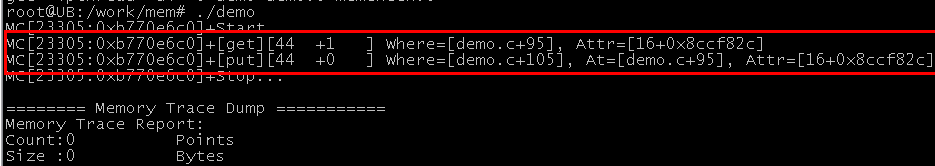 root@UB:/work/mem# ./demo
MC[23305:0xb770e6c0]+Start
MC[23305:0xb770e6c0]+[get][44  +1   ] Where=[demo.c+95], Attr=[16+0x8ccf82c]
MC[23305:0xb770e6c0]+[put][44  +0   ] Where=[demo.c+105], At=[demo.c+95], Attr=[16+0x8ccf82c]
MC[23305:0xb770e6c0]+Stop...
======== Memory Trace Dump ===========
Memory Trace Report:
Count:0          Points
Size :0          Bytes